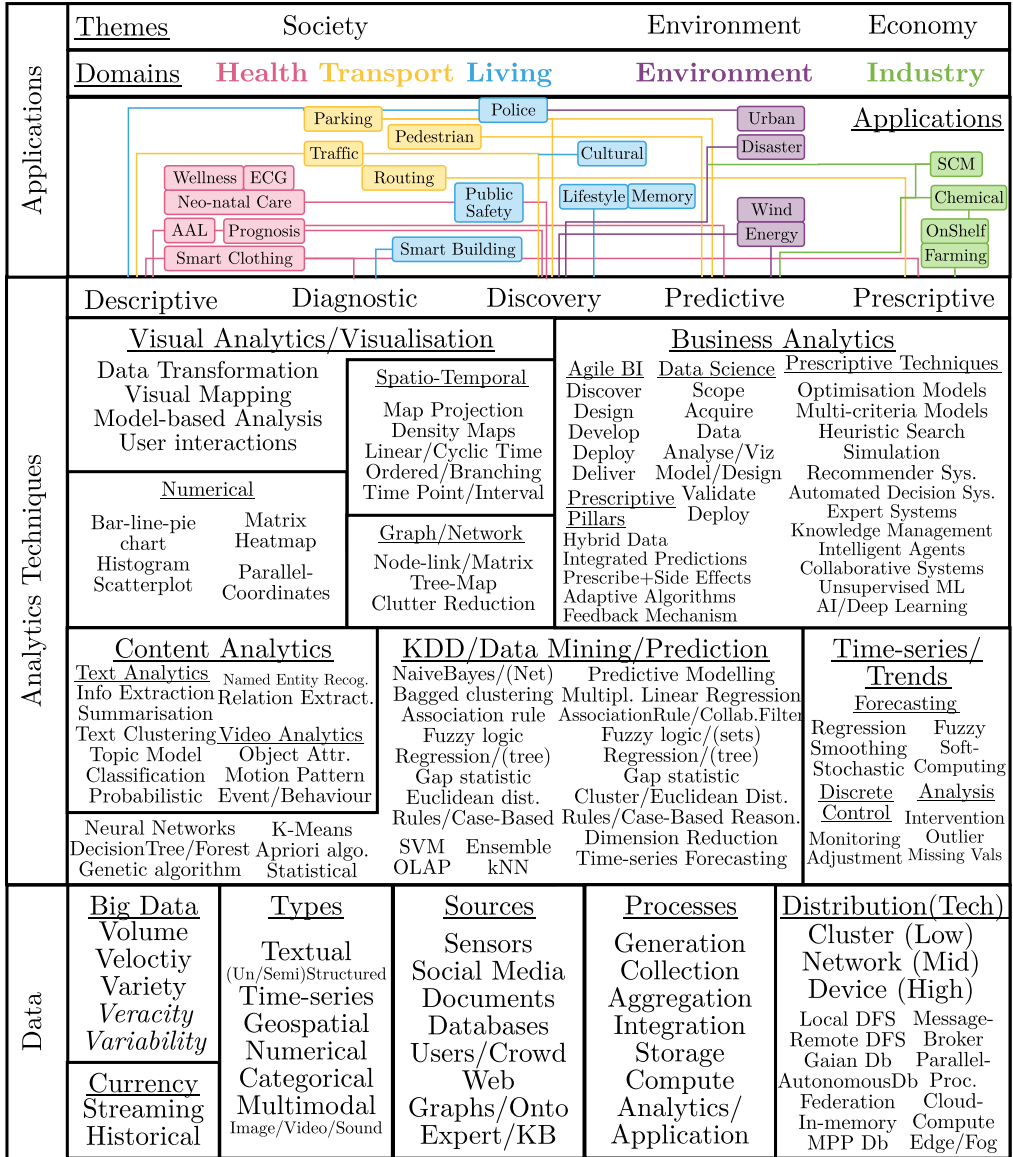 Applications
Themes Society Environment Economy
Domains Health Transport Living Environment Industry
Applications
Police
Parking
Urban
Pedestrian
Disaster
Traffic
Cultural
SCM
Wellness ECG
Routing
Neo-natal Care
Public
Safety
Lifestyle Memory
Chemical
AAL Prognosis
Wind
Energy
OnShelf
Farming
Smart Clothing
Smart Building
Analytics Techniques
Descriptive Diagnostic Discovery Predictive Prescriptive
Visual Analytics/Visualisation
Data Transformation
Visual Mapping
Model-based Analysis
User interactions
Spatio-Temporal
Map Projection
Density Maps
Linear/Cyclic Time
Ordered/Branching
Time Point/Interval
Numerical
Bar-line-pie
chart
Histogram
Scatterplot
Matrix
Heatmap
Parallel-
Coordinates
Graph/Network
Node-link/Matrix
Tree-Map
Clutter Reduction
Business Analytics
Agile BI
Discover
Design
Develop
Deploy
Deliver
Prescriptive
Pillars
Hybrid Data
Integrated Predictions
Prescribe+Side Effects
Adaptive Algorithms
Feedback Mechanism
Data Science
Scope
Acquire
Data
Analyse/Viz
Model/Design
Validate
Deploy
Prescriptive Techniques
Optimisation Models
Multi-criteria Models
Heuristic Search
Simulation
Recommender Sys.
Automated Decision Sys.
Expert Systems
Knowledge Management
Intelligent Agents
Collaborative Systems
Unsupervised ML
AI/Deep Learning
Content Analytics
Text Analytics
Info Extraction
Summarisation
Text Clustering
Topic Model
Classification
Probabilistic
Named Entity Recog.
Relation Extract.
Video Analytics
Object Attr.
Motion Pattern
Event/Behaviour
Neural Networks
DecisionTree/Forest
Genetic algorithm
K-Means
Apriori algo.
Statistical
KDD/Data Mining/Prediction
NaiveBayes/(Net)
Bagged clustering
Association rule
Fuzzy logic
Regression/(tree)
Gap statistic
Euclidean dist.
Rules/Case-Based
SVM Ensemble
OLAP kNN
Predictive Modelling
Multipl. Linear Regression
AssociationRule/Collab.Filter
Fuzzy logic/(sets)
Regression/(tree)
Gap statistic
Cluster/Euclidean Dist.
Rules/Case-Based Reason.
Dimension Reduction
Time-series Forecasting
Time-series/
Trends
Forecasting
Regression
Smoothing
Stochastic
Fuzzy
Soft-
Computing
Discrete
Control
Monitoring
Adjustment
Analysis
Intervention
Outlier
Missing Vals
Data
Big Data
Volume
Veloctiy
Variety
Veracity
Variability
Currency
Streaming
Historical
Types
Textual
(Un/Semi)Structured
Time-series
Geospatial
Numerical
Categorical
Multimodal
Image/Video/Sound
Sources
Sensors
Social Media
Documents
Databases
Users/Crowd
Web
Graphs/Onto
Expert/KB
Processes
Generation
Collection
Aggregation
Integration
Storage
Compute
Analytics/
Application
Distribution(Tech)
Cluster (Low)
Network (Mid)
Device (High)
Local DFS
Remote DFS
Gaian Db
AutonomousDb
Federation
In-memory
MPP Db
Message-
Broker
Parallel-
Proc.
Cloud-
Compute
Edge/Fog